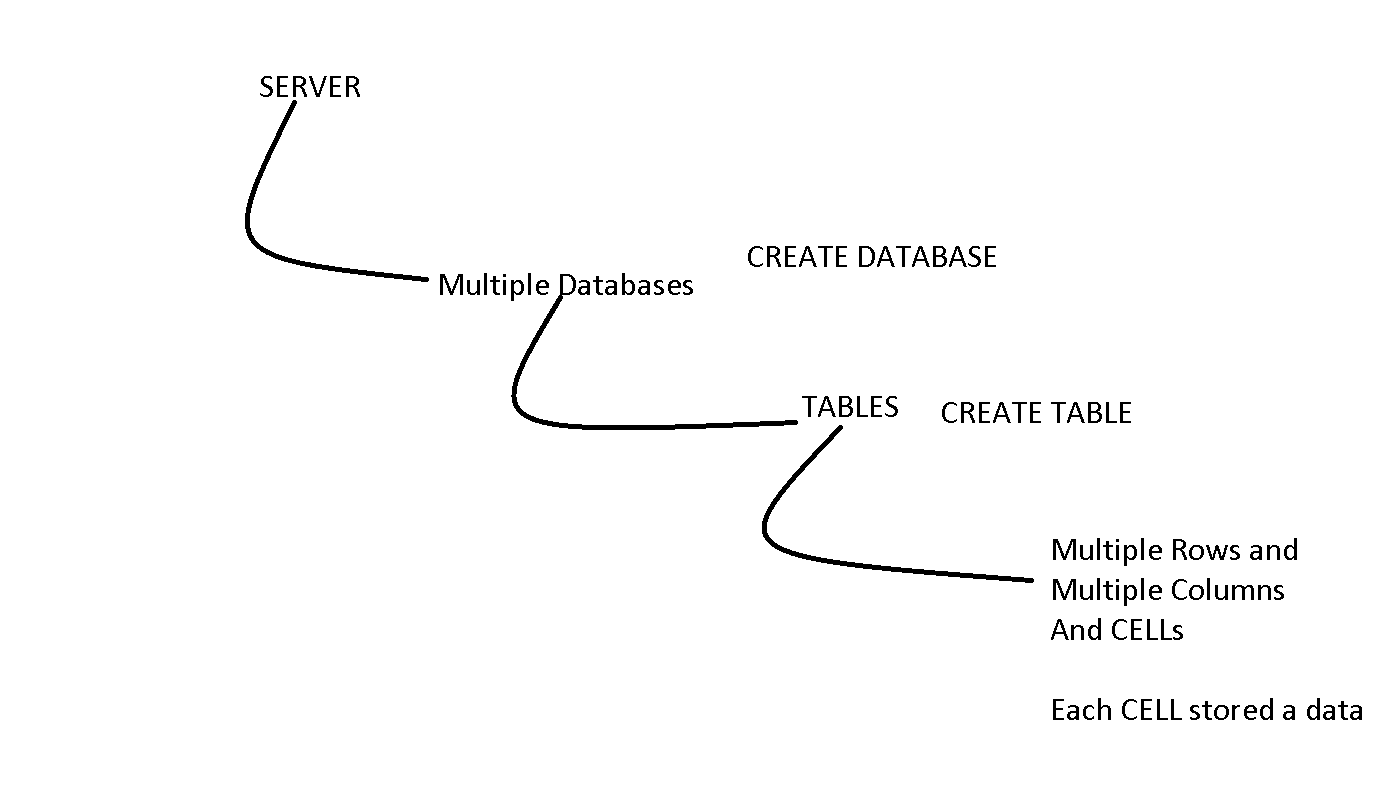 SERVER
CREATE DATABASE
Multiple Databases
TABLES
CREATE TABLE
Multiple Rows and
Multiple Columns
And CELLs
Each CELL stored a data